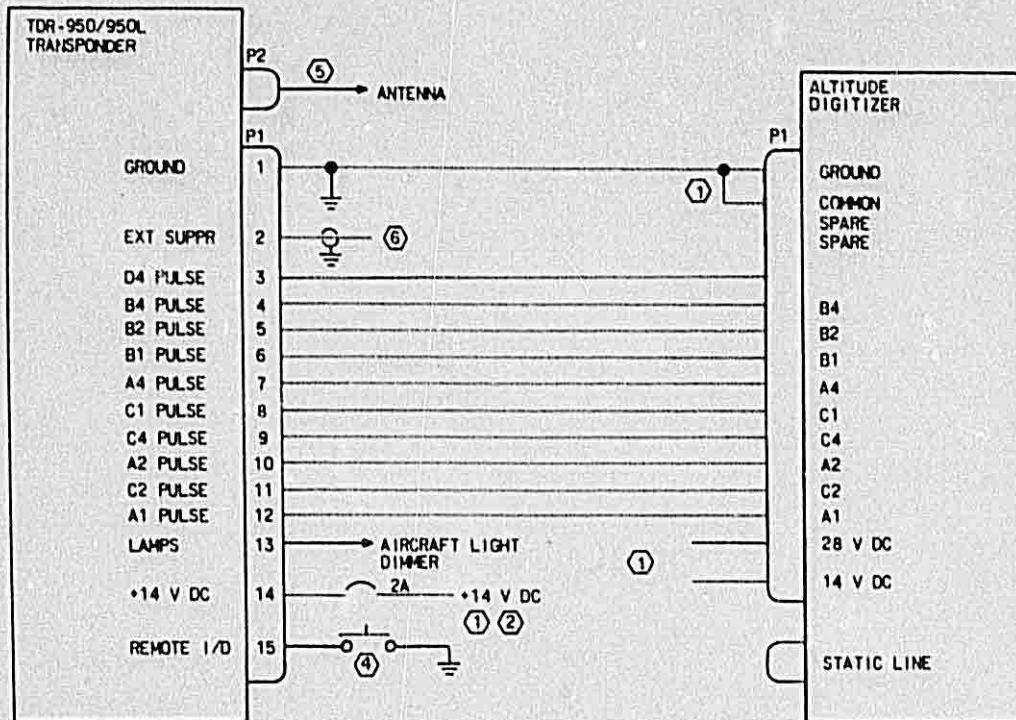 TDR-950/950L
TRANSPONDER
P2
5
ANTENNA
ALTITUDE
DIGITIZER
P1
P1
GROUND 1
1
GROUND
COMMON
EXT SUPPR 2
6
SPARE
SPARE
D4 PULSE 3
B4 PULSE 4 B4
B2 PULSE 5 B2
B1 PULSE 6 B1
A4 PULSE 7 A4
C1 PULSE 8 C1
C4 PULSE 9 C4
A2 PULSE 10 A2
C2 PULSE 11 C2
A1 PULSE 12 A1
LAMPS 13 AIRCRAFT LIGHT
DIMMER
1
28 V DC
14 V DC
+14 V DC 14 2A +14 V DC
1 2
REMOTE I/D 15
4
STATIC LINE